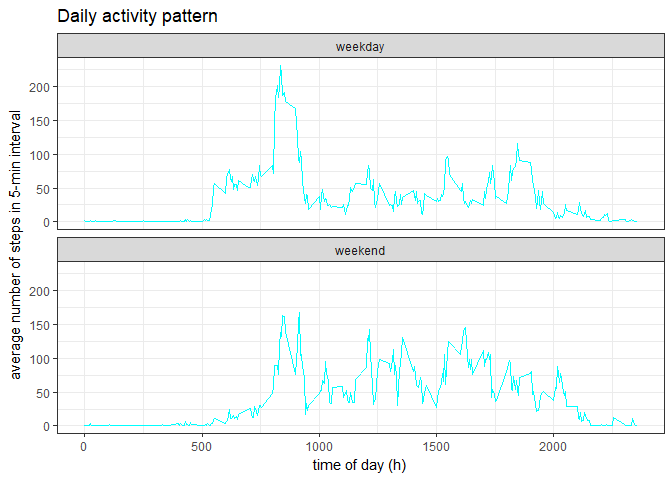 Daily activity pattern
weekday
200
150
100
50
0
weekend
200
150
100
50
0
average number of steps in 5-min interval
0 500 1000 1500 2000
time of day (h)